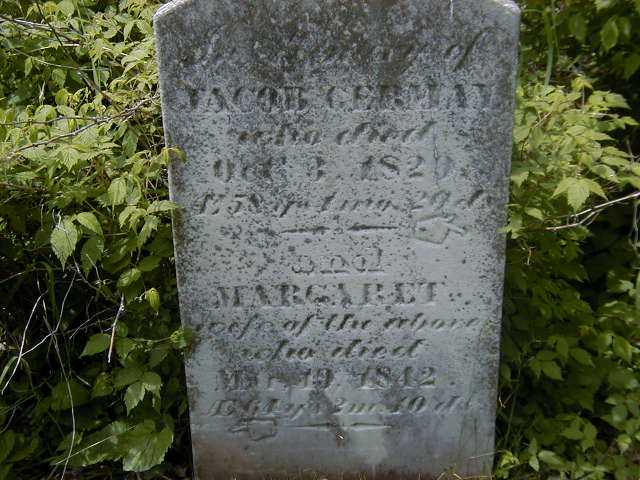 In memory of
JACOB GERMAN
who died
Oct. 3, 1829
and
MARGARET
wife of the above
who died
19, 1842.